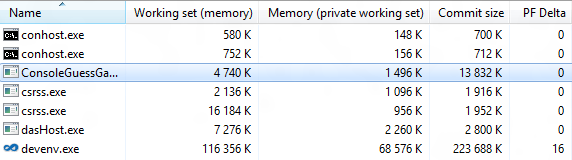 Name Working set (memory) Memory (private working set) Commit size PF Delta
conhost.exe 580 K 148 K 700 K 0
conhost.exe 752 K 156 K 712 K 0
ConsoleGuessGa... 4 740 K 1 496 K 13 832 K 0
csrss.exe 2 136 K 1 096 K 1 916 K 0
csrss.exe 16 184 K 956 K 1 952 K 0
dasHost.exe 7 276 K 2 260 K 2 800 K 0
devenv.exe 116 356 K 68 576 K 223 688 K 16